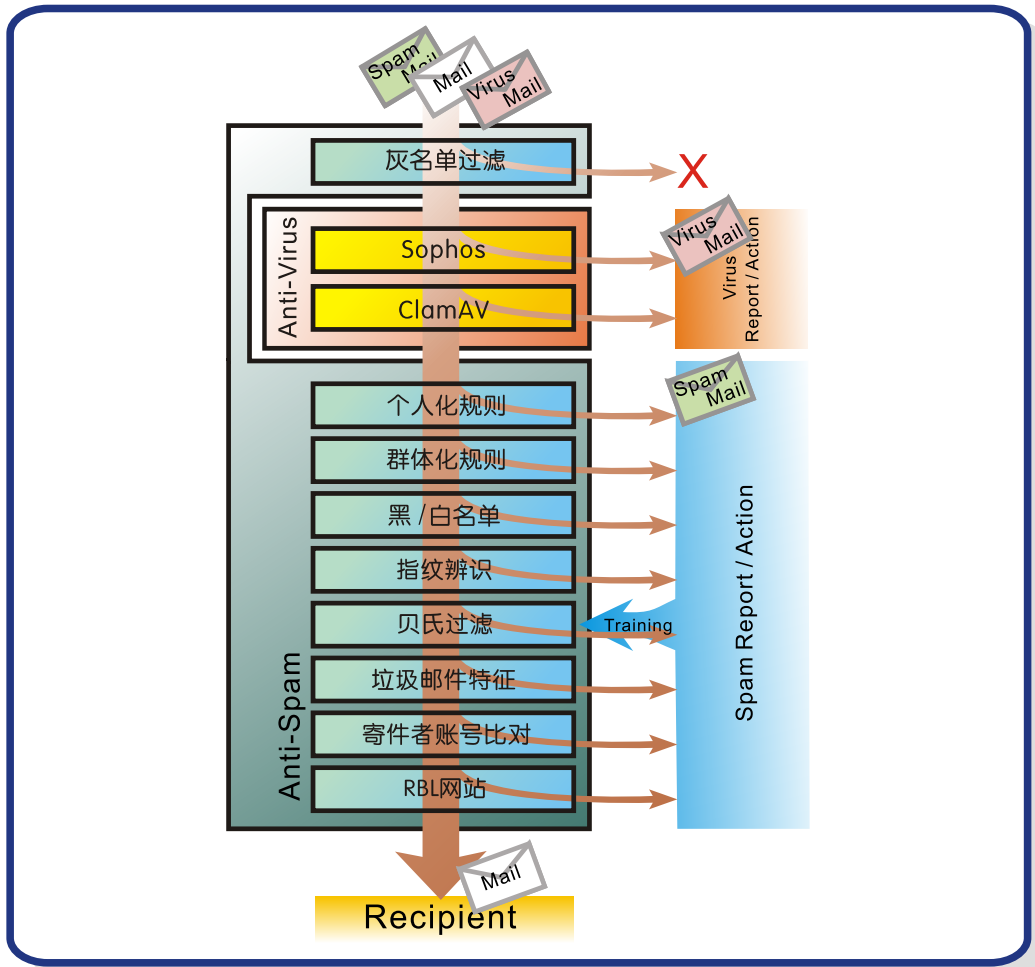 Spam
Mail
Mail
Virus
Mail
灰名单过滤
X
Anti-Virus
Sophos
ClamAV
Virus
Mail
Virus
Report / Action
Spam
Mail
Anti-Spam
个人化规则
群体化规则
黑 /白名单
指纹辨识
贝氏过滤
Training
垃圾邮件特征
寄件者账号比对
RBL网站
Spam Report / Action
Mail
Recipient